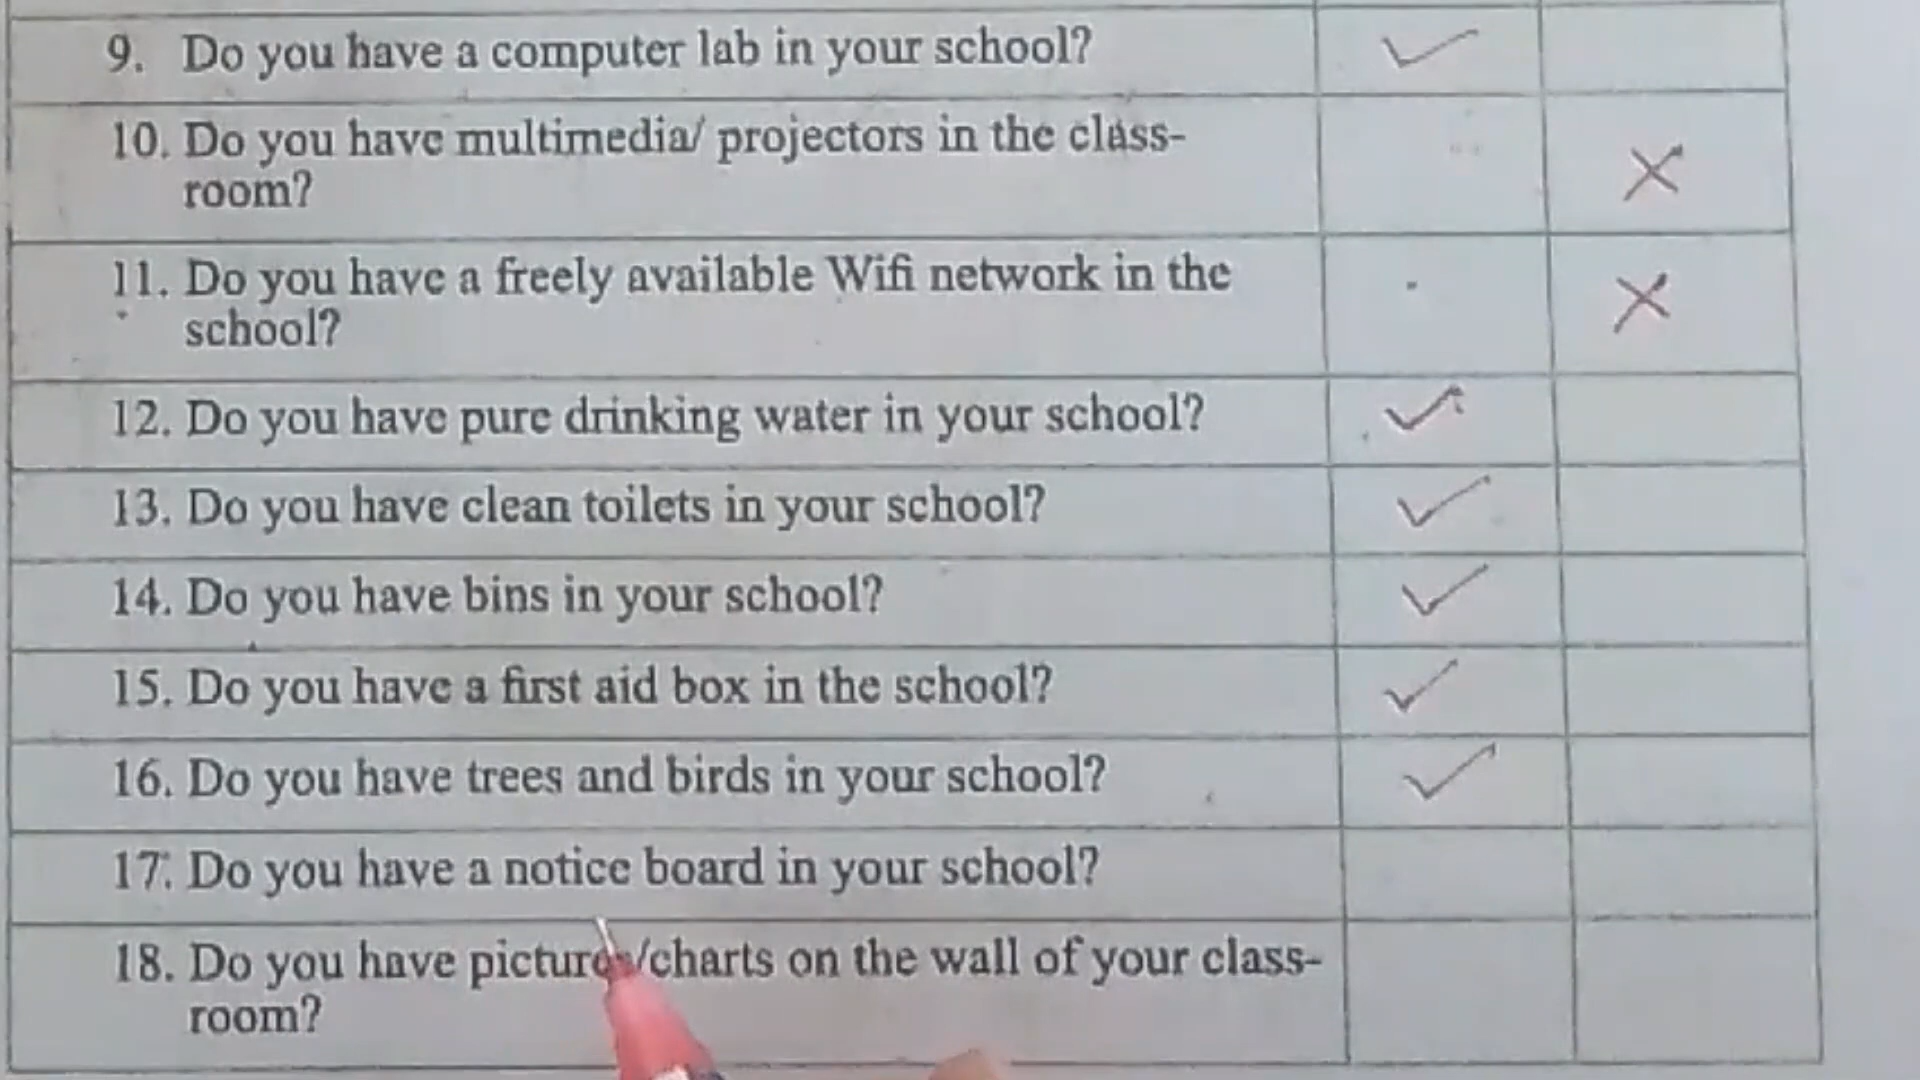 9. Do you have a computer lab in your school?
10. Do you have multimedia/ projectors in the class-
room?
11. Do you have a freely available Wifi network in the
school?
12. Do you have pure drinking water in your school?
13. Do you have clean toilets in your school?
14. Do you have bins in your school?
15. Do you have a first aid box in the school?
16. Do you have trees and birds in your school?
17. Do you have a notice board in your school?
18. Do you have pictures/charts on the wall of your class-
room?